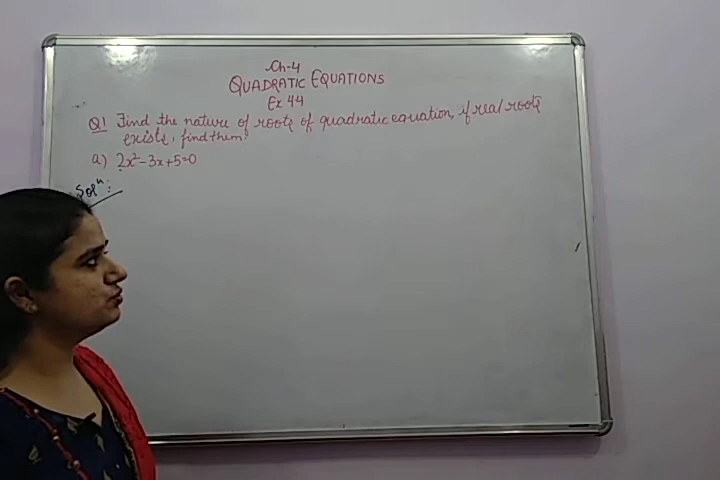 Ch-4
QUADRATIC EQUATIONS
Ex 4.4
Q1 Find the nature of roots of quadratic equation, if real roots
exists, find them:
a) 2x²-3x+5=0
Solⁿ: